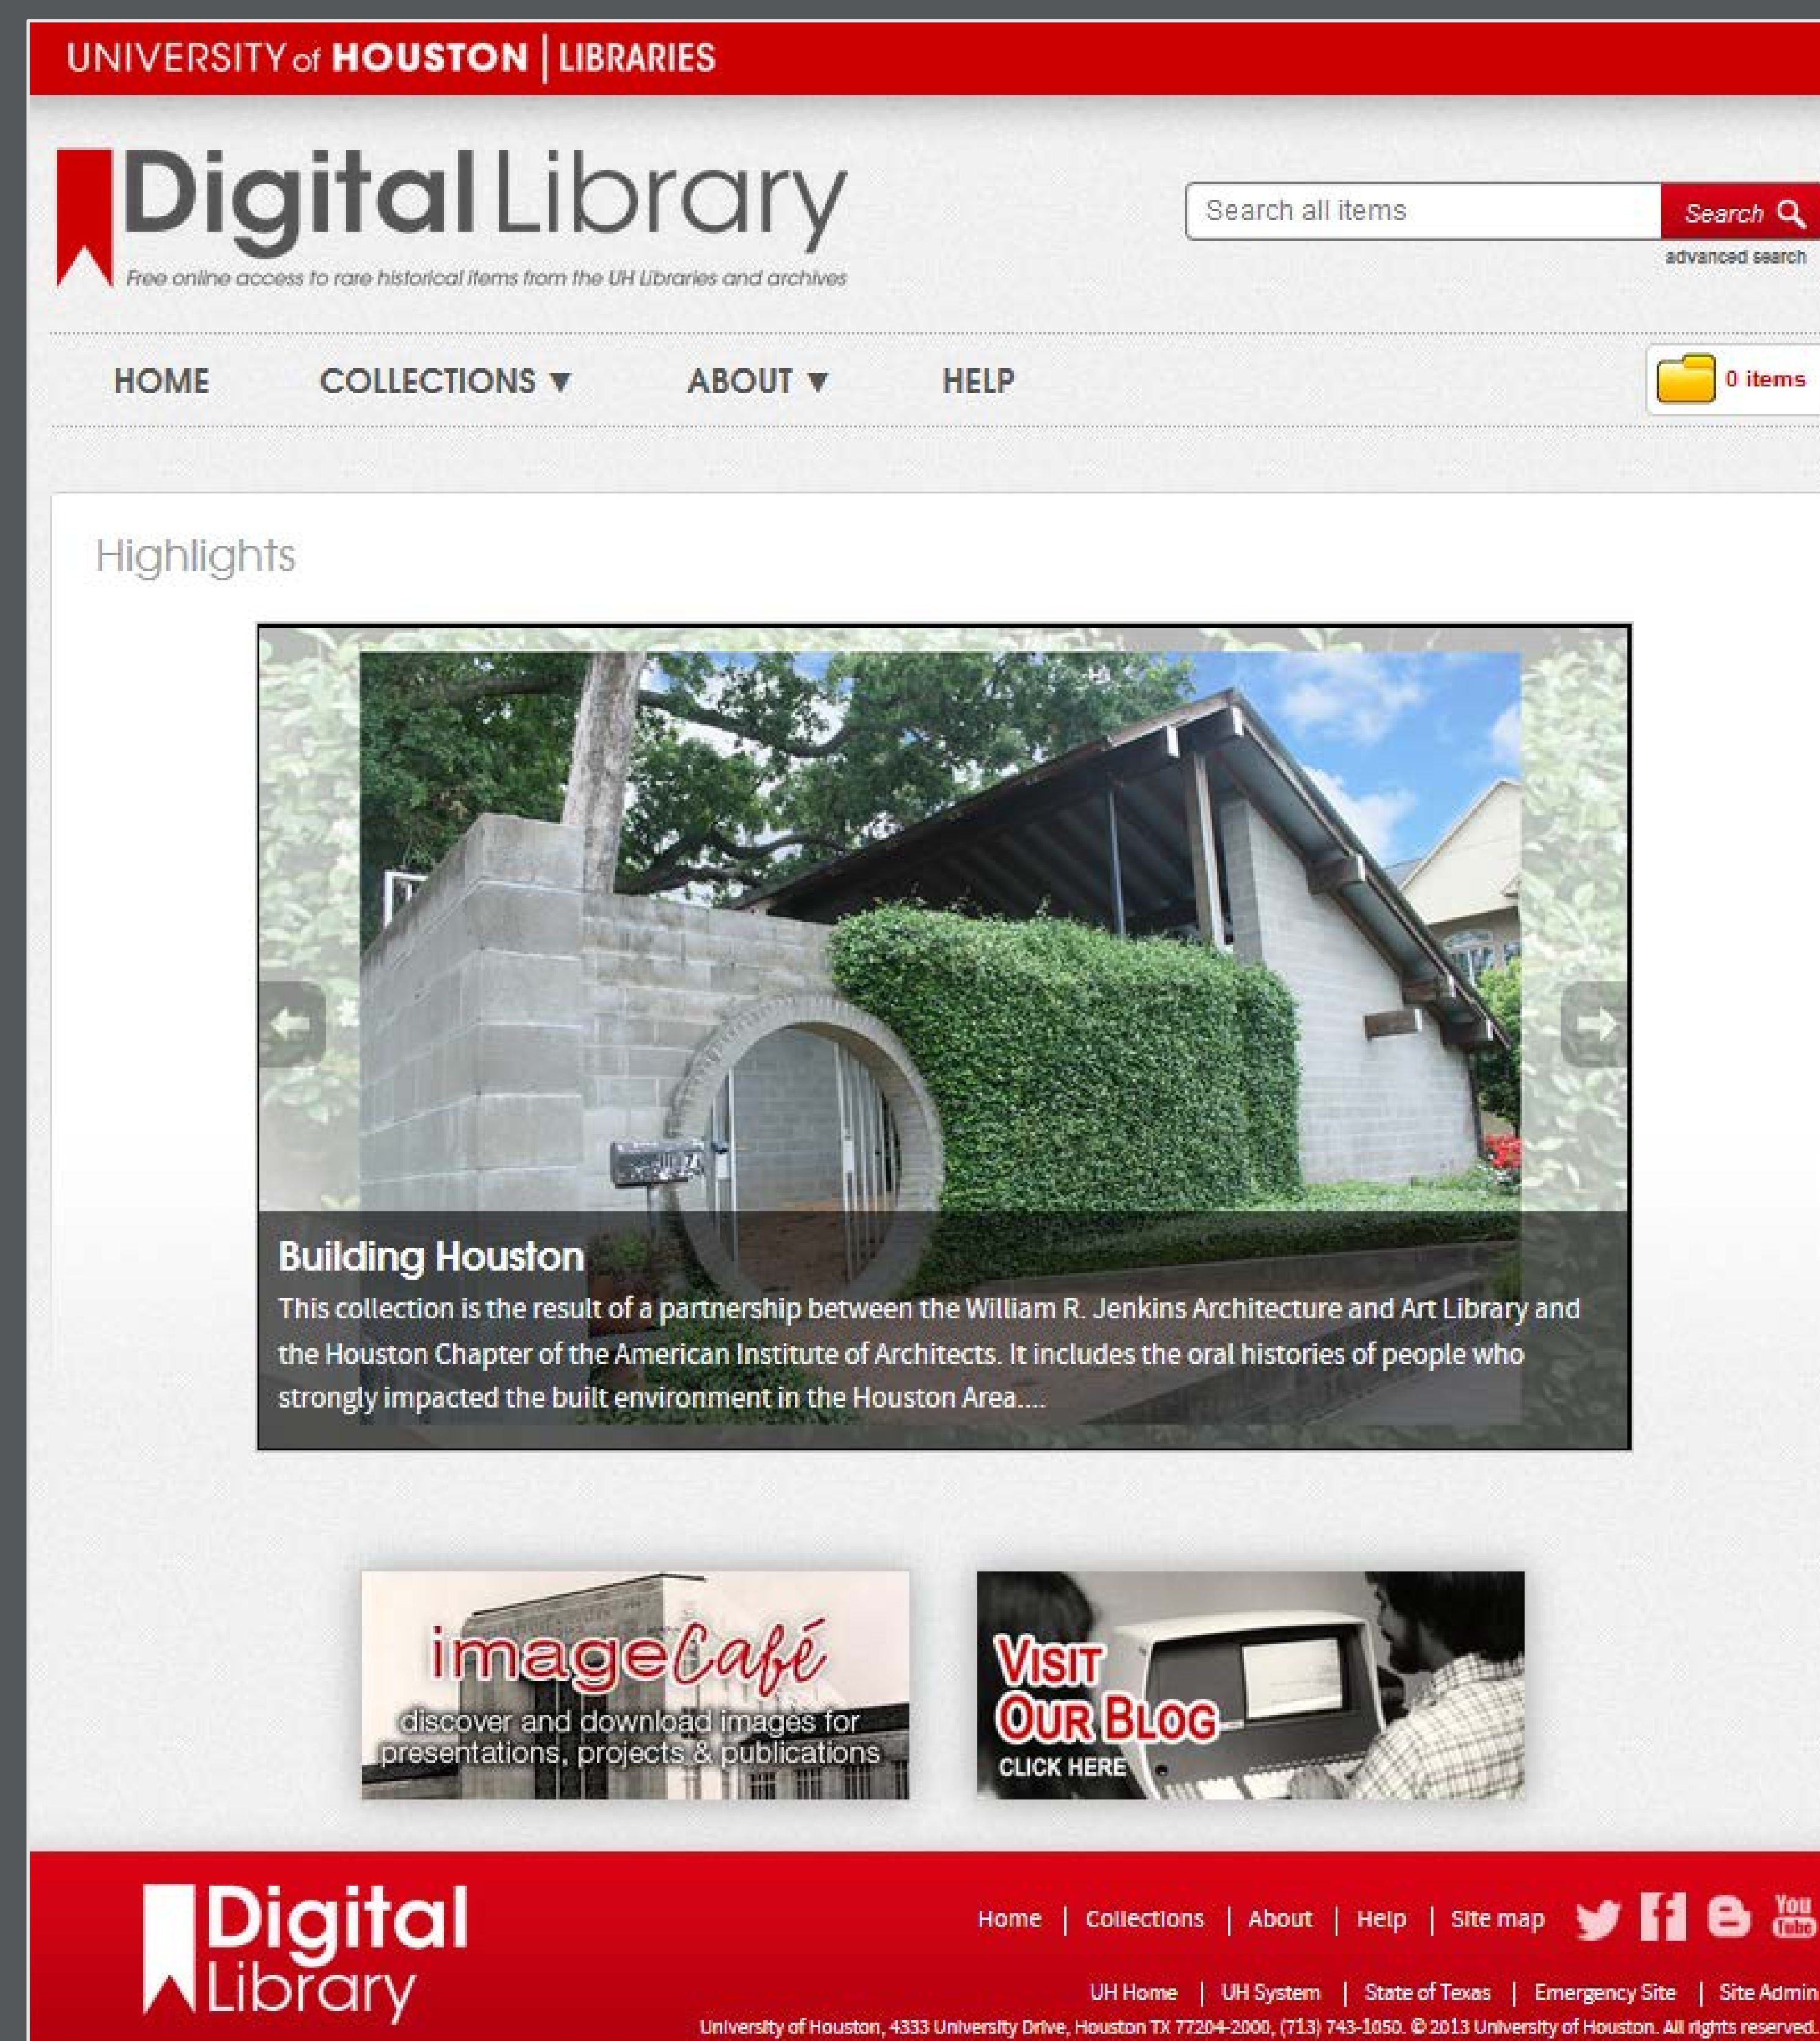 UNIVERSITY of HOUSTON | LIBRARIES
Digital Library
Free online access to rare historical items from the UH Libraries and archives
Search all items
Search
advanced search
HOME COLLECTIONS ▼ ABOUT ▼ HELP
0 items
Highlights
Building Houston
This collection is the result of a partnership between the William R. Jenkins Architecture and Art Library and
the Houston Chapter of the American Institute of Architects. It includes the oral histories of people who
strongly impacted the built environment in the Houston Area....
imageCafé
discover and download images for
presentations, projects & publications
VISIT
OUR BLOG
CLICK HERE
Digital
Library
Home | Collections | About | Help | Site map
You
Tube
UH Home | UH System | State of Texas | Emergency Site | Site Admin
University of Houston, 4333 University Drive, Houston TX 77204-2000, (713) 743-1050. © 2013 University of Houston. All rights reserved.